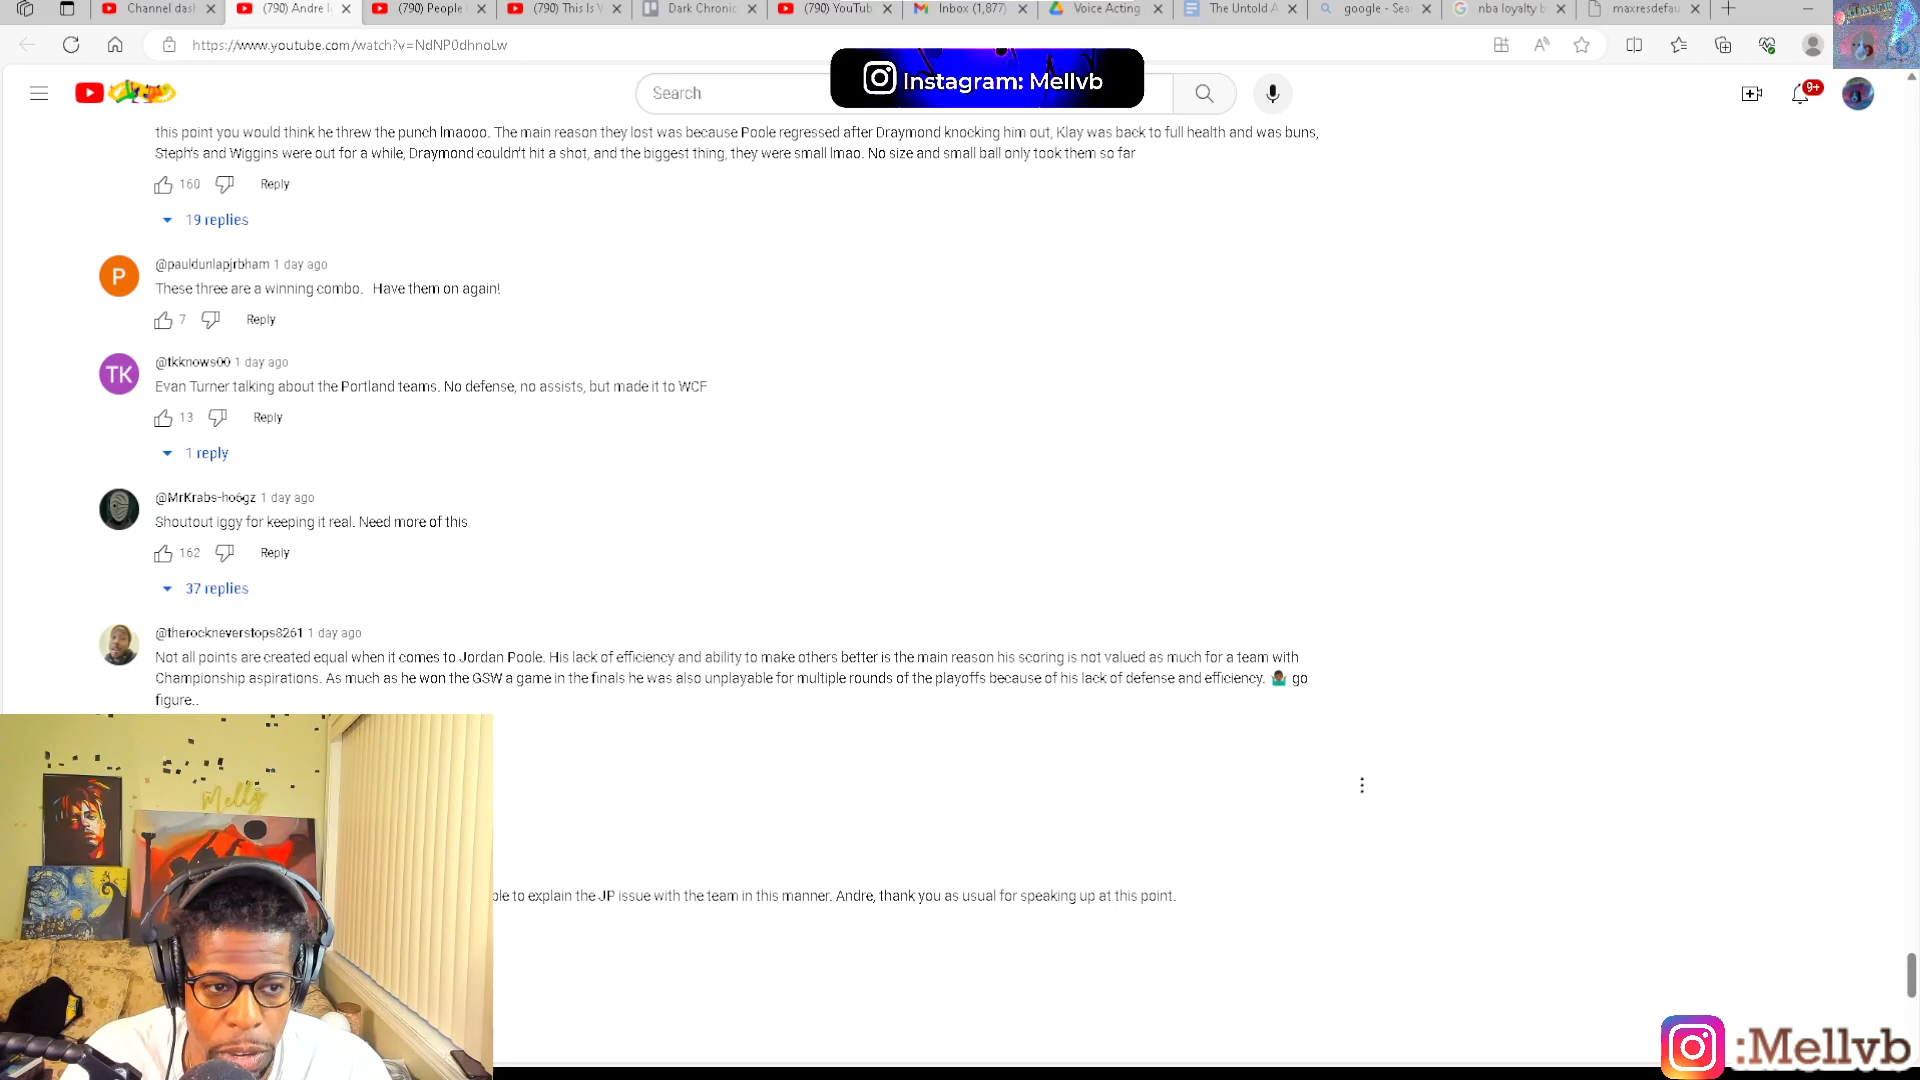 Channel das
(790) Andre I
(790) People
(790) This Is V
Dark Chronic
(790) YouTub
Inbox (1,877)
Voice Acting
The Untold A
google - Sea
nba loyalty b
maxresdefau
https://www.youtube.com/watch?v=NdNP0dhnoLw
Search
Instagram: Mellvb
9+
this point you would think he threw the punch lmaooo. The main reason they lost was because Poole regressed after Draymond knocking him out, Klay was back to full health and was buns,
Steph's and Wiggins were out for a while, Draymond couldn't hit a shot, and the biggest thing, they were small lmao. No size and small ball only took them so far
160 Reply
19 replies
P
@pauldunlapjrbham 1 day ago
These three are a winning combo. Have them on again!
7 Reply
TK
@tkknows00 1 day ago
Evan Turner talking about the Portland teams. No defense, no assists, but made it to WCF
13 Reply
1 reply
@MrKrabs-ho6gz 1 day ago
Shoutout iggy for keeping it real. Need more of this
162 Reply
37 replies
@therockneverstops8261 1 day ago
Not all points are created equal when it comes to Jordan Poole. His lack of efficiency and ability to make others better is the main reason his scoring is not valued as much for a team with
Championship aspirations. As much as he won the GSW a game in the finals he was also unplayable for multiple rounds of the playoffs because of his lack of defense and efficiency. 🤷🏾‍♂️ go
figure..
Melly
ble to explain the JP issue with the team in this manner. Andre, thank you as usual for speaking up at this point.
:Mellvb